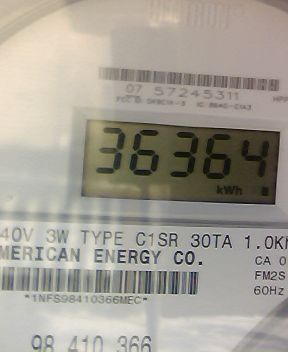 07 57245311
36364
kWh
40V 3W TYPE C1SR 30TA 1.0Kh
MERICAN ENERGY CO.
CA 0
FM2S
60Hz
*1NFS98410366MEC*
98 410 366